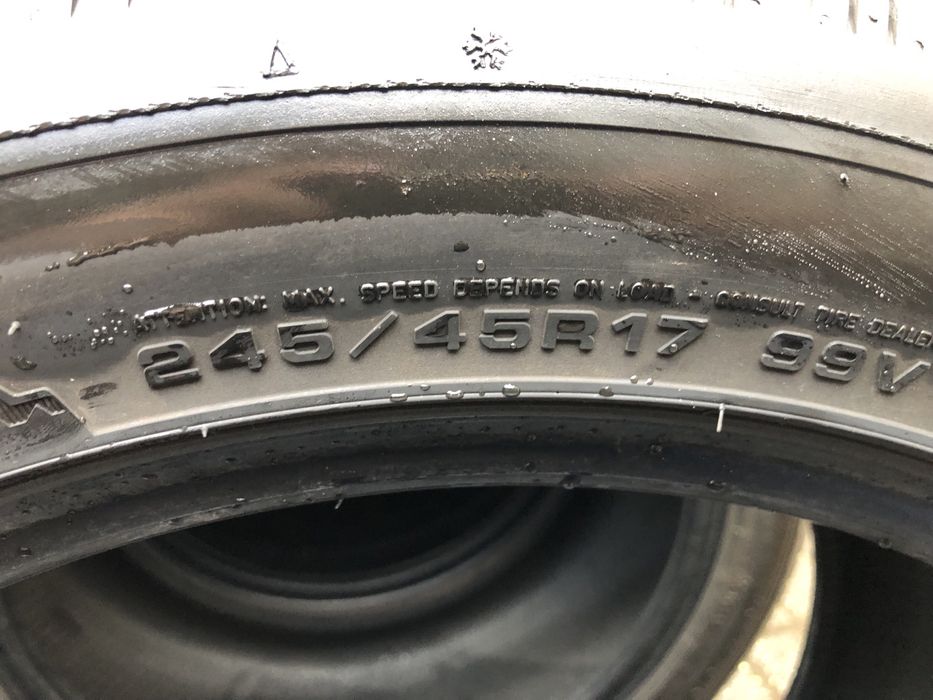 ATTENTION: MAX. SPEED DEPENDS ON LOAD - CONSULT TIRE DEALER
245/45R17 99V